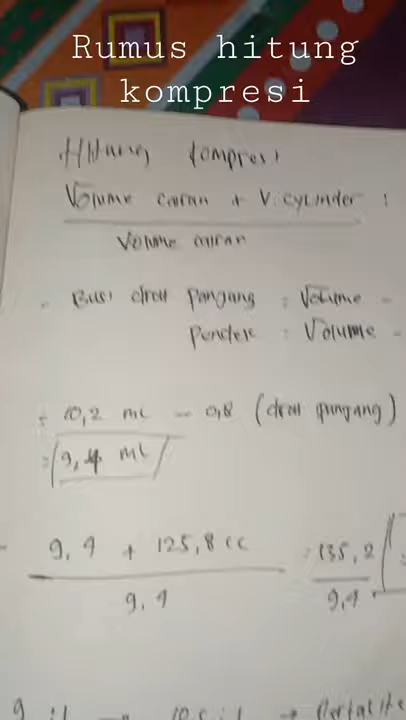 Rumus hitung
kompresi
Hitung kompresi
Volume cairan + V. cylinder :
Volume cairan
- Busi drat panjang : Volume -
Pendek : Volume -
= 10,2 ml - 0,8 (drat panjang)
= 9,4 ml
9,4 + 125,8 cc
9,4
= 135,2
9,4